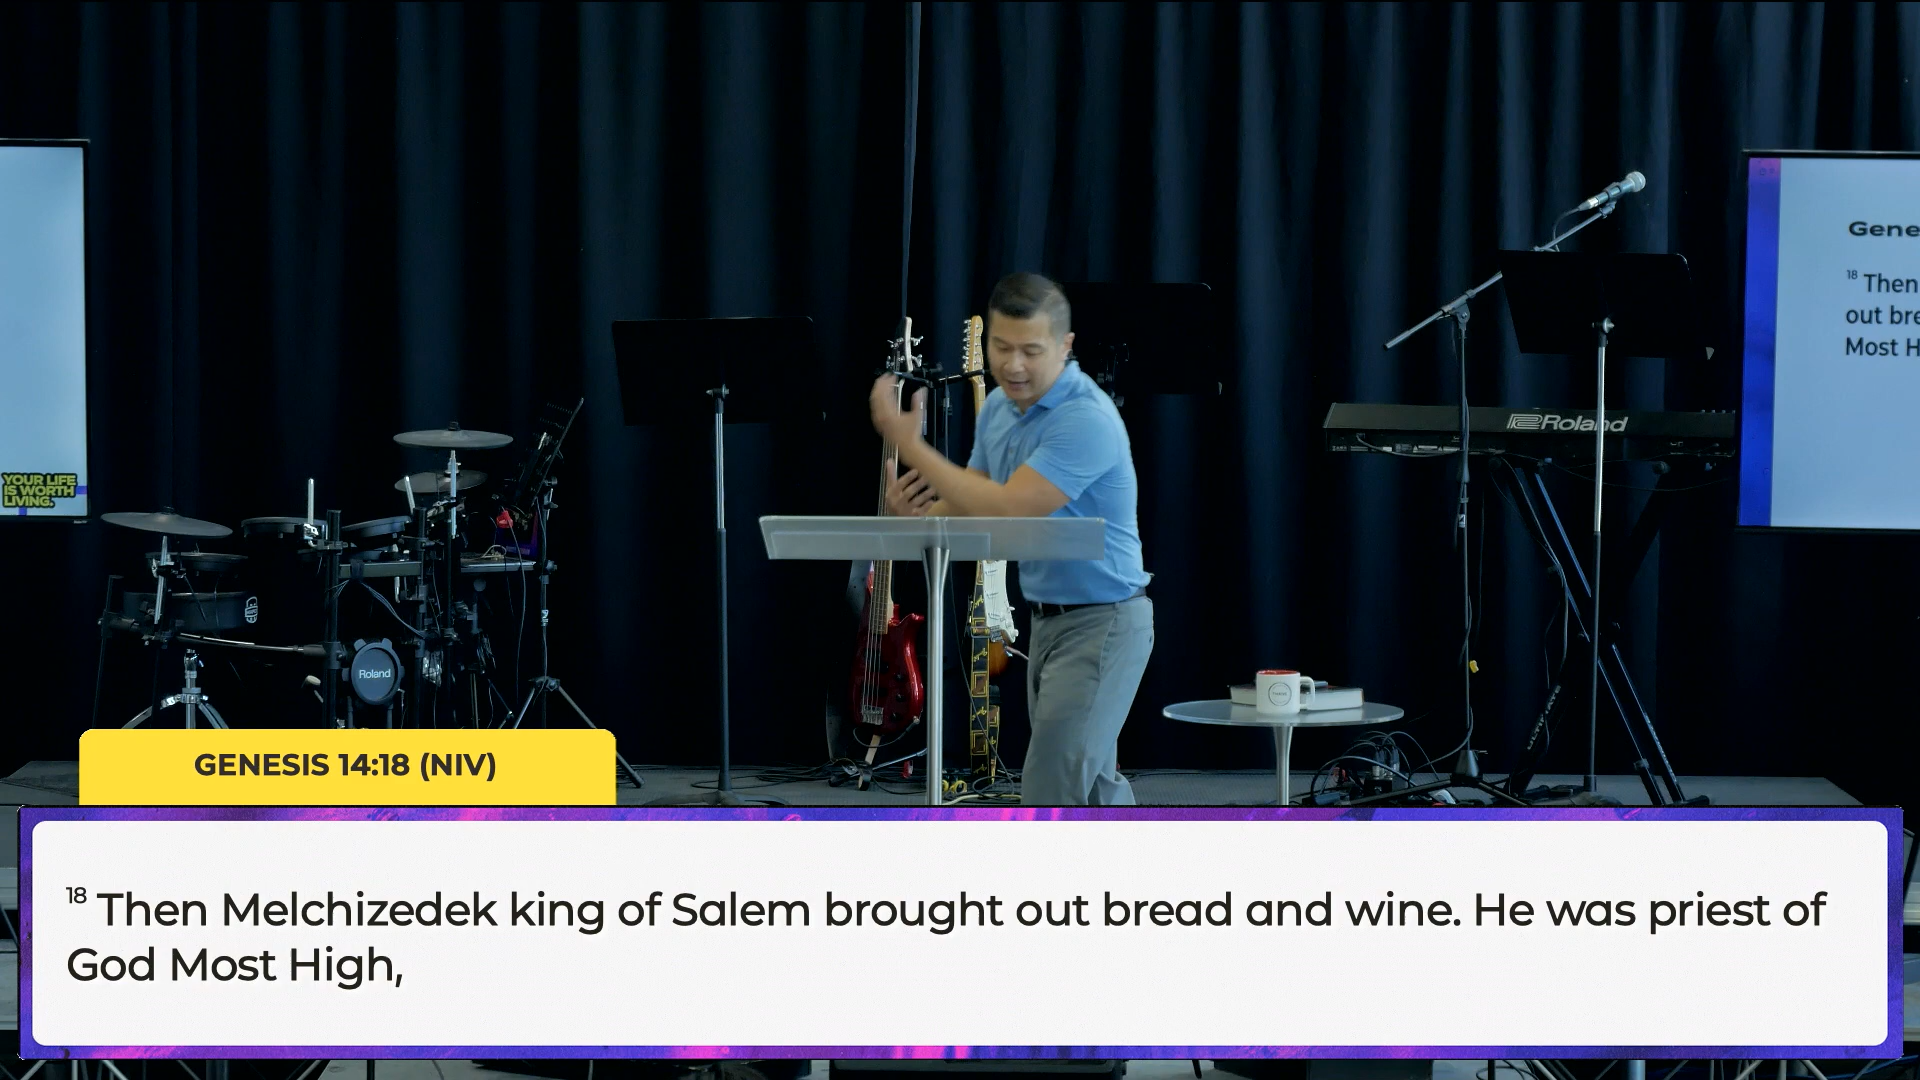 YOUR LIFE
IS WORTH
LIVING.
Gene
18 Then
out bre
Most H
Roland
Roland
GENESIS 14:18 (NIV)
18 Then Melchizedek king of Salem brought out bread and wine. He was priest of
God Most High,